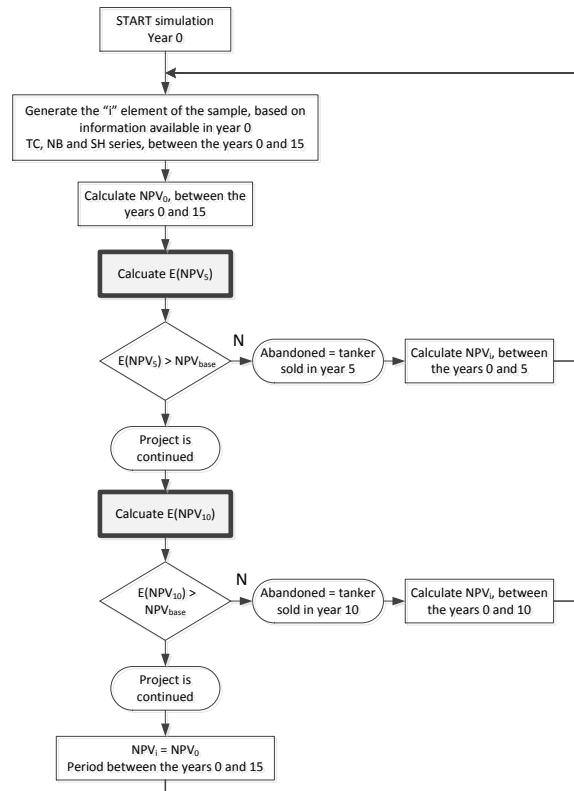 START simulation
Year 0
Generate the “i” element of the sample, based on
information available in year 0
TC, NB and SH series, between the years 0 and 15
Calculate NPV₀, between the
years 0 and 15
Calcuate E(NPV₅)
E(NPV₅) > NPVbase
N
Abandoned = tanker
sold in year 5
Calculate NPVᵢ, between
the years 0 and 5
Project is
continued
Calcuate E(NPV₁₀)
E(NPV₁₀) >
NPVbase
N
Abandoned = tanker
sold in year 10
Calculate NPVᵢ, between
the years 0 and 10
Project is
continued
NPVᵢ = NPV₀
Period between the years 0 and 15